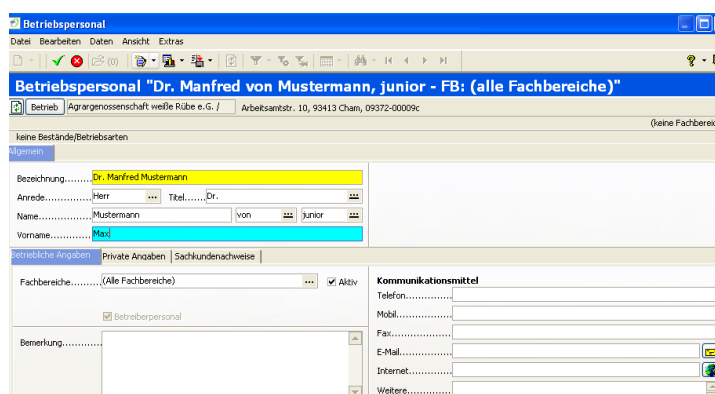 Betriebspersonal
Datei Bearbeiten Daten Ansicht Extras
(0)
Betriebspersonal "Dr. Manfred von Mustermann, junior - FB: (alle Fachbereiche)"
Betrieb Agrargenossenschaft weiße Rübe e.G. / Arbeitsamtstr. 10, 93413 Cham, 09372-00009c
(keine Fachbereic
keine Bestände/Betriebsarten
Allgemein
Bezeichnung........Dr. Manfred Mustermann
Anrede...............Herr ... Titel.......Dr. ...
Name.................Mustermann von ... junior ...
Vorname.............Max
Betriebliche Angaben Private Angaben Sachkundenachweise
Fachbereiche.........(Alle Fachbereiche) ... Aktiv
Betreiberpersonal
Bemerkung............
Kommunikationsmittel
Telefon...............
Mobil..................
Fax....................
E-Mail.................
Internet...............
Weitere...............